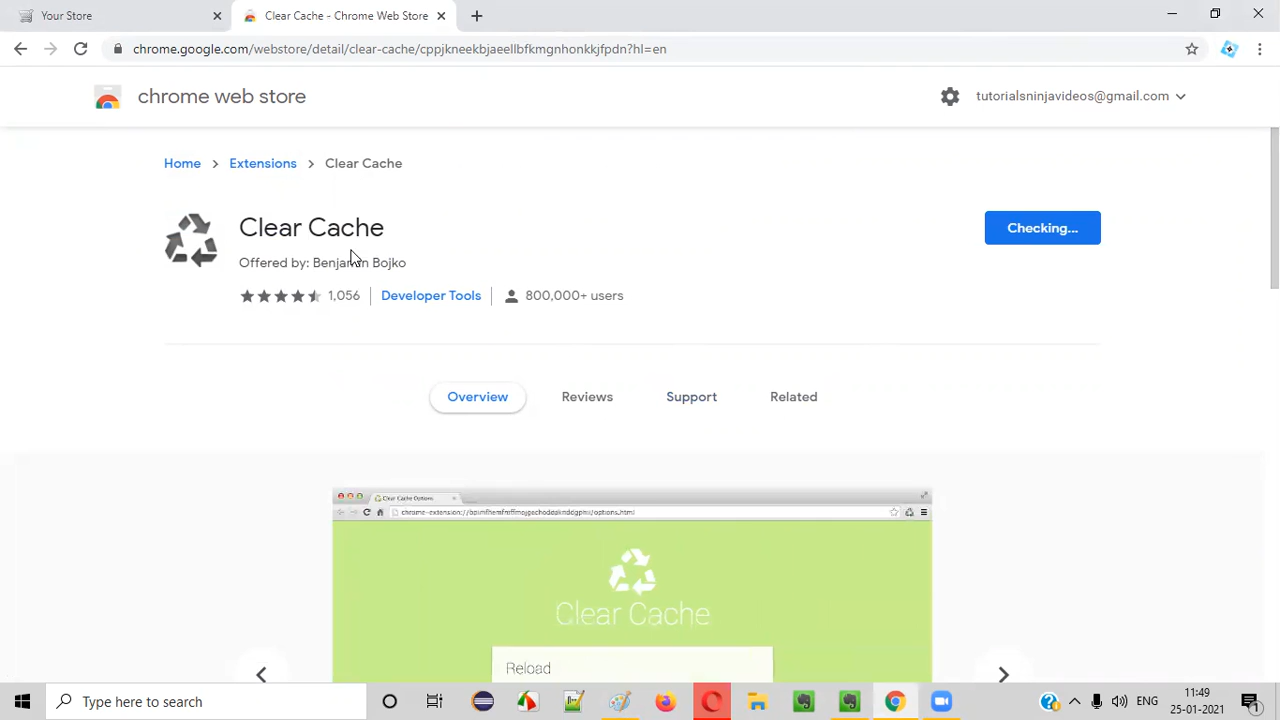 Your Store
Clear Cache - Chrome Web Store
chrome.google.com/webstore/detail/clear-cache/cppjkneekbjaeellbfkmgnhonkkjfpdn?hl=en
chrome web store
tutorialsninjavideos@gmail.com
Home > Extensions > Clear Cache
Clear Cache
Checking...
Offered by: Benjamin Bojko
1,056
Developer Tools
800,000+ users
Overview
Reviews
Support
Related
Clear Cache Options
Clear Cache
Reload
Type here to search
ENG
11:49
25-01-2021